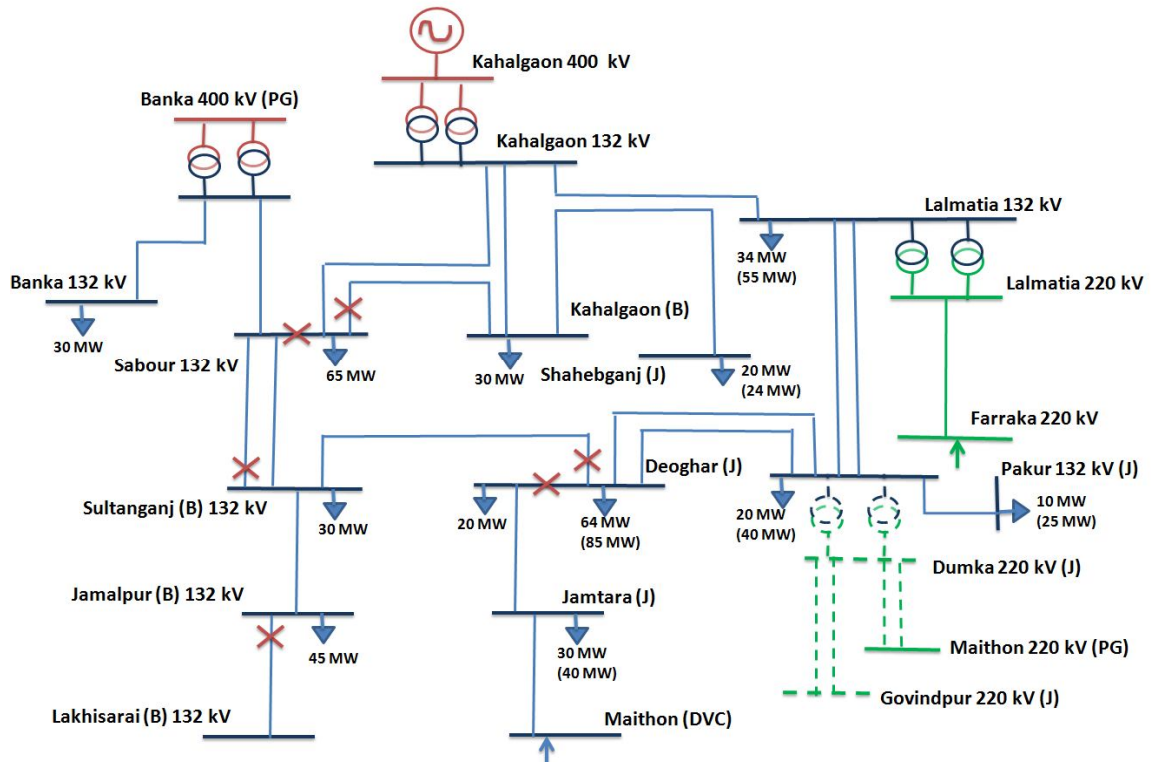 Kahalgaon 400 kV
Banka 400 kV (PG)
Kahalgaon 132 kV
Lalmatia 132 kV
34 MW
(55 MW)
Banka 132 kV
Lalmatia 220 kV
Kahalgaon (B)
30 MW
Sabour 132 kV
65 MW
30 MW
Shahebganj (J)
20 MW
(24 MW)
Farraka 220 kV
Deoghar (J)
Pakur 132 kV (J)
Sultanganj (B) 132 kV
30 MW
20 MW
64 MW
(85 MW)
20 MW
(40 MW)
10 MW
(25 MW)
Dumka 220 kV (J)
Jamalpur (B) 132 kV
Jamtara (J)
45 MW
30 MW
(40 MW)
Maithon 220 kV (PG)
Govindpur 220 kV (J)
Lakhisarai (B) 132 kV
Maithon (DVC)